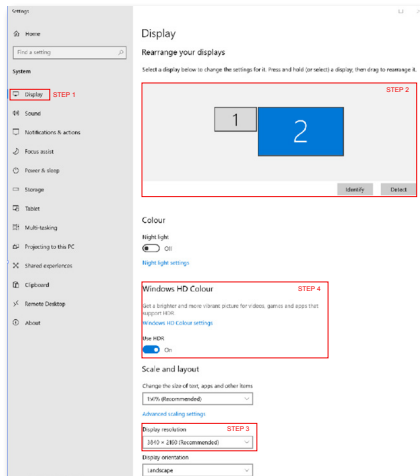 Settings
Home
Find a setting
System
Display STEP 1
Sound
Notifications & actions
Focus assist
Power & sleep
Storage
Tablet
Multi-tasking
Projecting to this PC
Shared experiences
Clipboard
Remote Desktop
About
Display
Rearrange your displays
Select a display below to change the settings for it. Press and hold (or select) a display, then drag to rearrange it.
STEP 2
1
2
Identify Detect
Colour
Night light
Off
Night light settings
Windows HD Colour STEP 4
Get a brighter and more vibrant picture for videos, games and apps that
support HDR.
Windows HD Colour settings
Use HDR
On
Scale and layout
Change the size of text, apps and other items
(Recommended)
Advanced scaling settings
Display resolution STEP 3
3840 × 2160 (Recommended)
Display orientation
Landscape